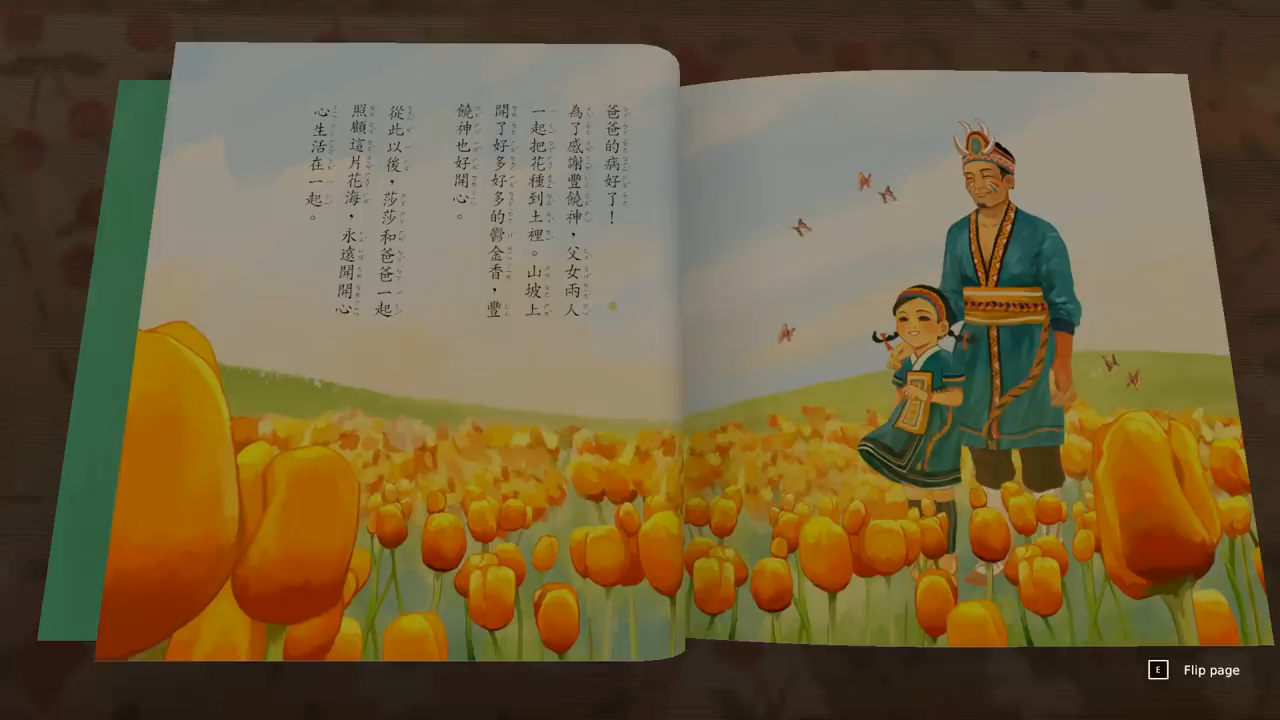 爸爸的病好了！
為了感謝豐饒神，父女兩人
一起把花種到土裡。山坡上
開了好多好多的鬱金香，豐
饒神也好開心。
從此以後，莎莎和爸爸一起
照顧這片花海，永遠開開心
心生活在一起。
E
Flip page